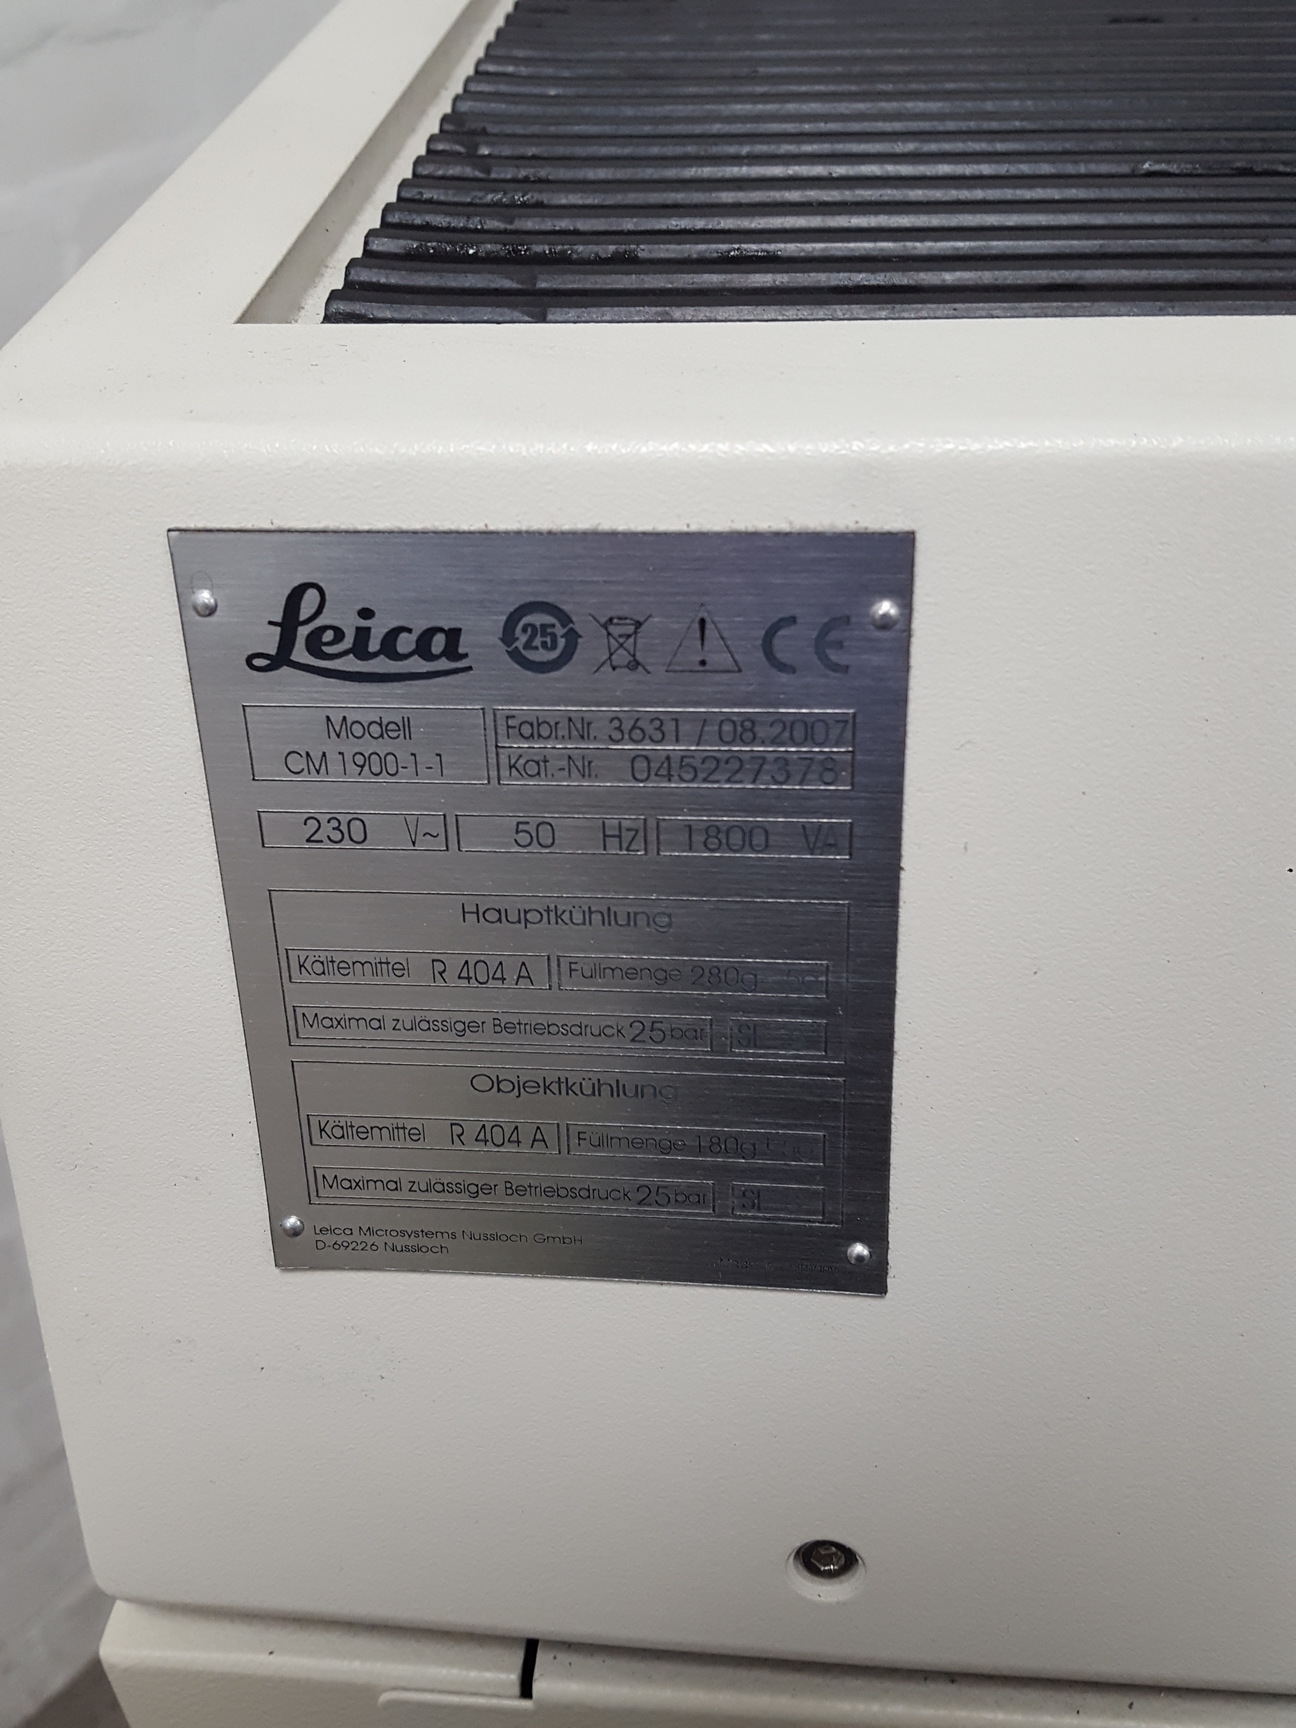 Leica 25 CE
Modell
CM 1900-1-1
Fabr.Nr. 3631 / 08.2007
Kat.-Nr. 045227378
230 V~ 50 Hz 1800 VA
Hauptkühlung
Kältemittel R 404 A Füllmenge 280g
Maximal zulässiger Betriebsdruck 25 bar
Objektkühlung
Kältemittel R 404 A Füllmenge 180g
Maximal zulässiger Betriebsdruck 25 bar
Leica Microsystems Nussloch GmbH
D-69226 Nussloch